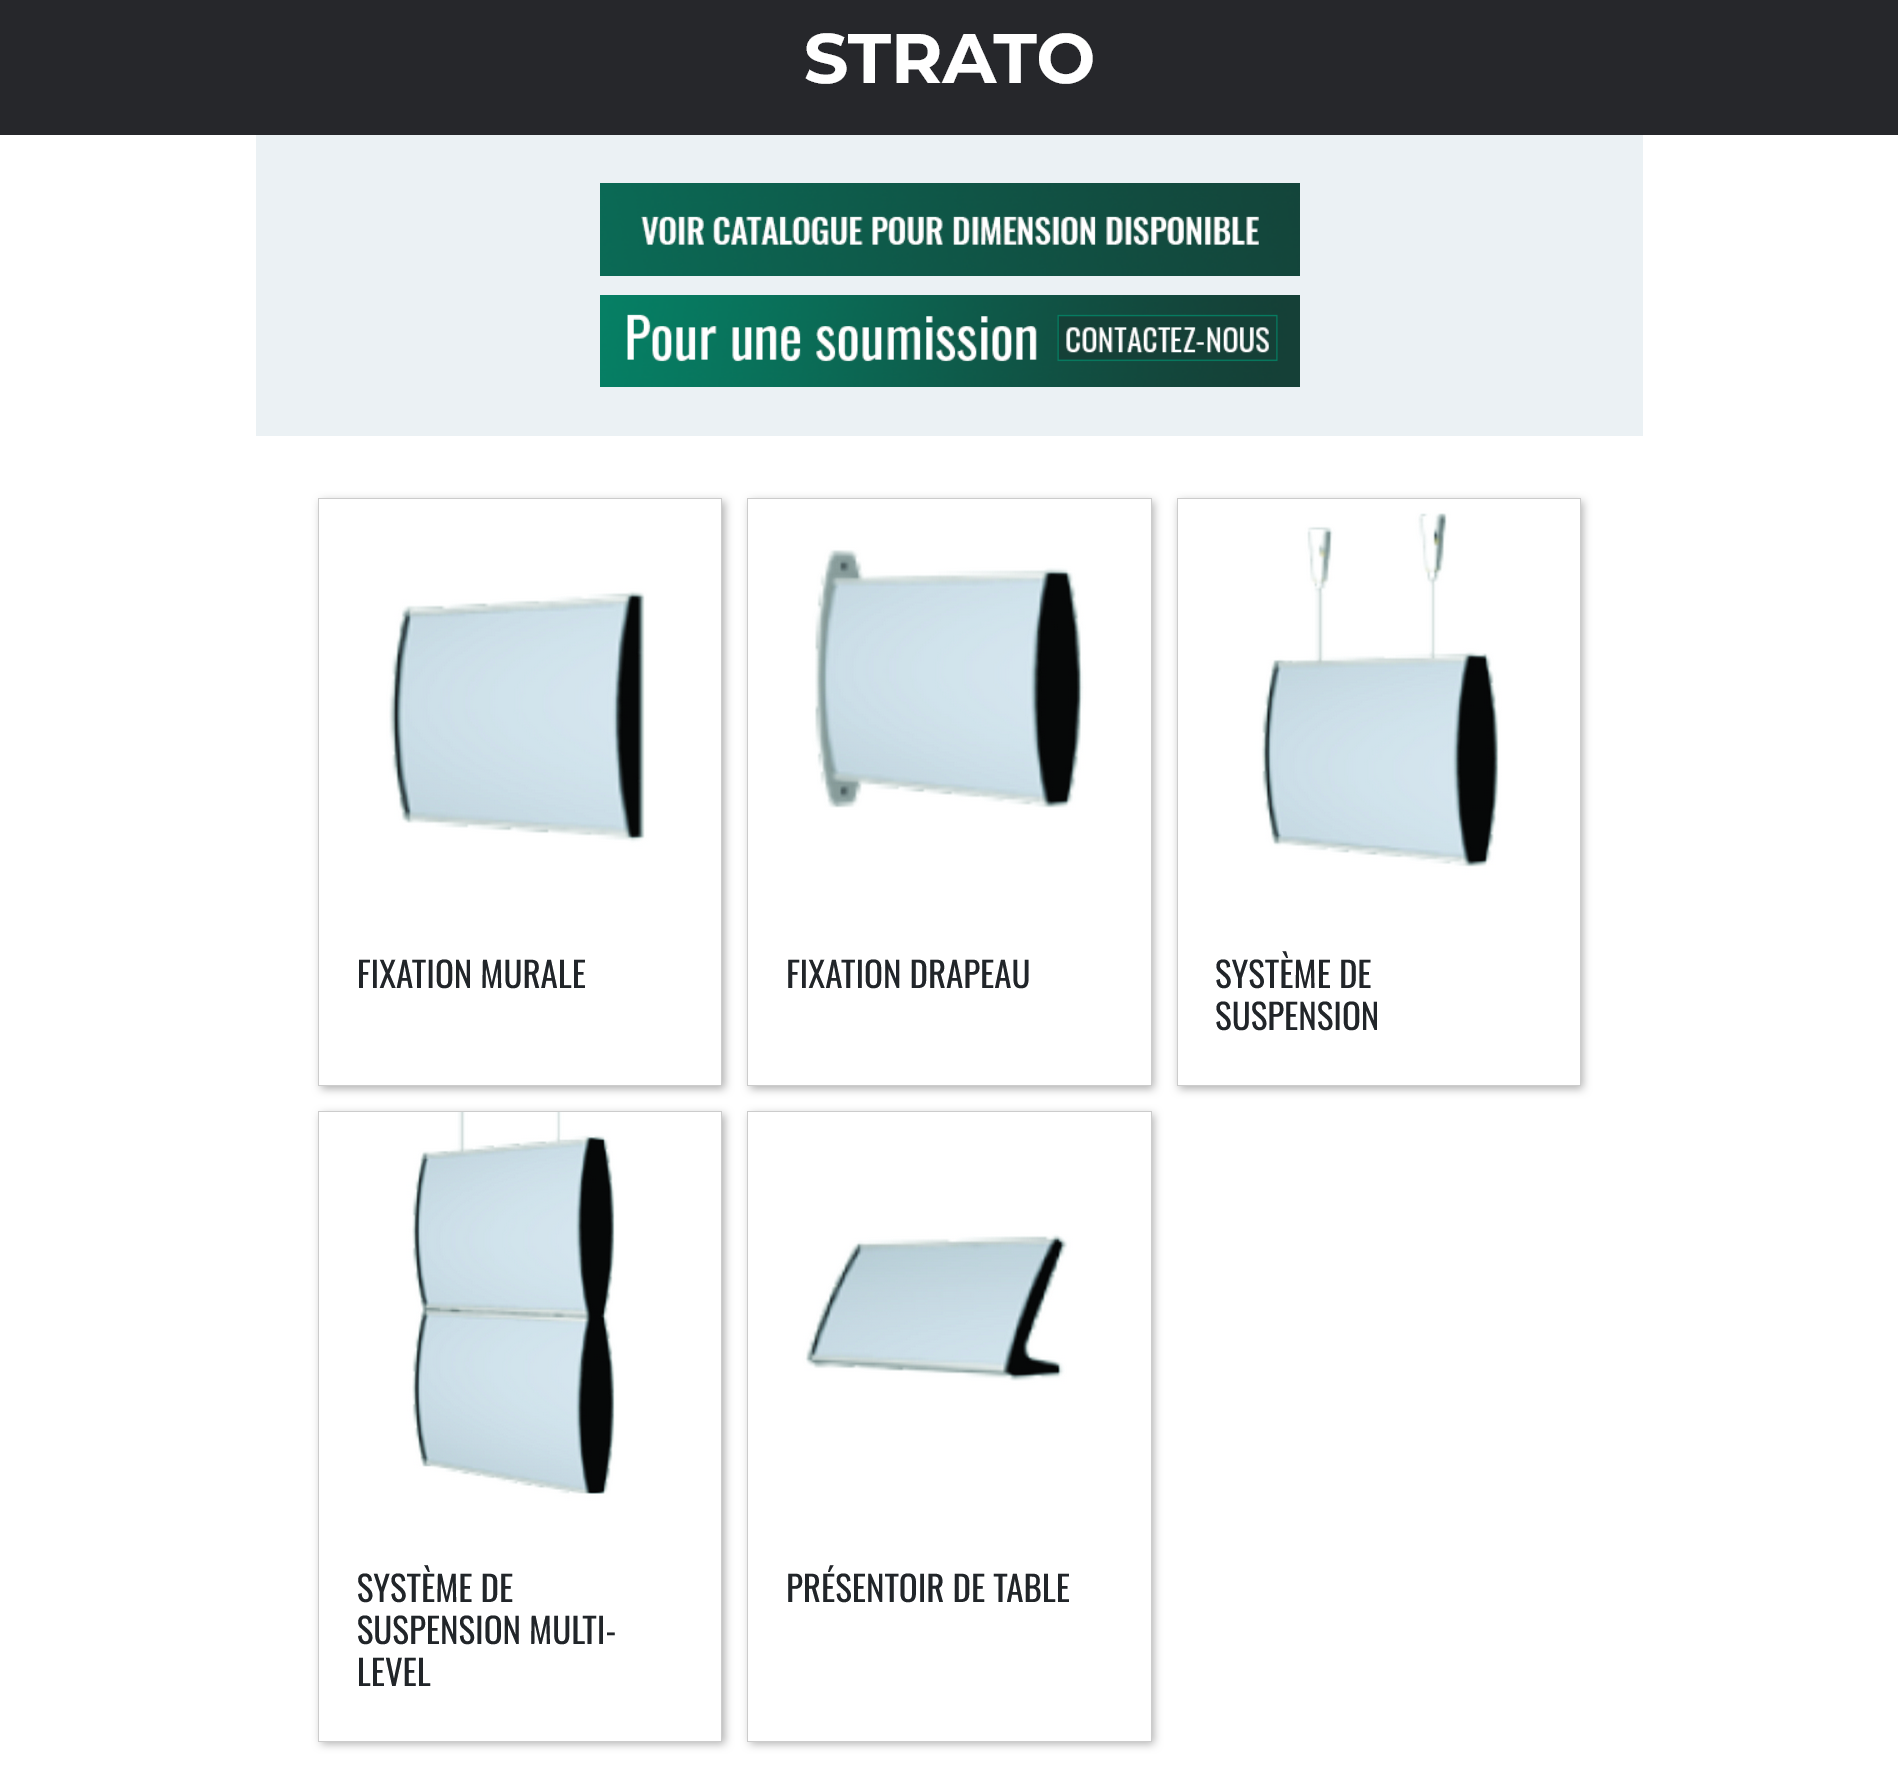 STRATO
VOIR CATALOGUE POUR DIMENSION DISPONIBLE
Pour une soumission CONTACTEZ-NOUS
FIXATION MURALE
FIXATION DRAPEAU
SYSTÈME DE
SUSPENSION
SYSTÈME DE
SUSPENSION MULTI-
LEVEL
PRÉSENTOIR DE TABLE